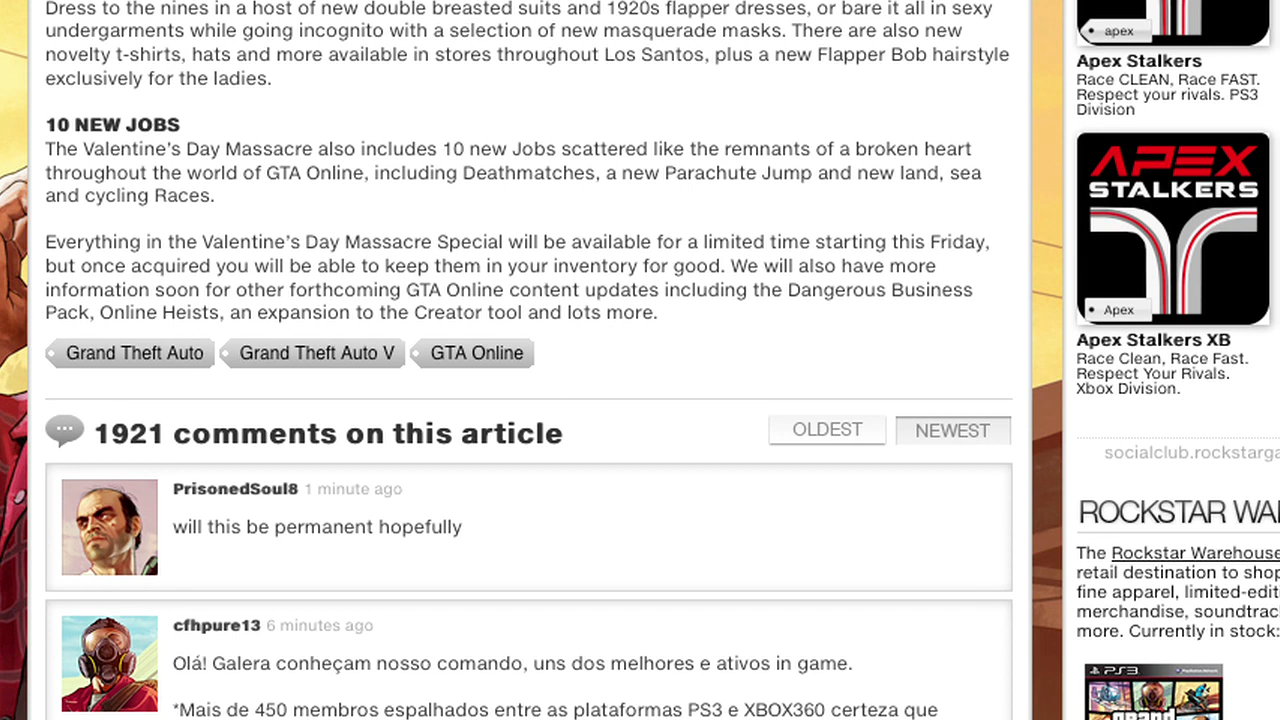 Dress to the nines in a host of new double breasted suits and 1920s flapper dresses, or bare it all in sexy
undergarments while going incognito with a selection of new masquerade masks. There are also new
novelty t-shirts, hats and more available in stores throughout Los Santos, plus a new Flapper Bob hairstyle
exclusively for the ladies.
10 NEW JOBS
The Valentine's Day Massacre also includes 10 new Jobs scattered like the remnants of a broken heart
throughout the world of GTA Online, including Deathmatches, a new Parachute Jump and new land, sea
and cycling Races.
Everything in the Valentine's Day Massacre Special will be available for a limited time starting this Friday,
but once acquired you will be able to keep them in your inventory for good. We will also have more
information soon for other forthcoming GTA Online content updates including the Dangerous Business
Pack, Online Heists, an expansion to the Creator tool and lots more.
Grand Theft Auto
Grand Theft Auto V
GTA Online
1921 comments on this article
OLDEST
NEWEST
PrisonedSoul8 1 minute ago
will this be permanent hopefully
cfhpure13 6 minutes ago
Olá! Galera conheçam nosso comando, uns dos melhores e ativos in game.
*Mais de 450 membros espalhados entre as plataformas PS3 e XBOX360 certeza que
apex
Apex Stalkers
Race CLEAN, Race FAST.
Respect your rivals. PS3
Division
APEX
STALKERS
Apex
Apex Stalkers XB
Race Clean, Race Fast.
Respect Your Rivals.
Xbox Division.
socialclub.rockstarga
ROCKSTAR WA
The Rockstar Warehouse
retail destination to shop
fine apparel, limited-edit
merchandise, soundtrac
more. Currently in stock:
PS3
grand